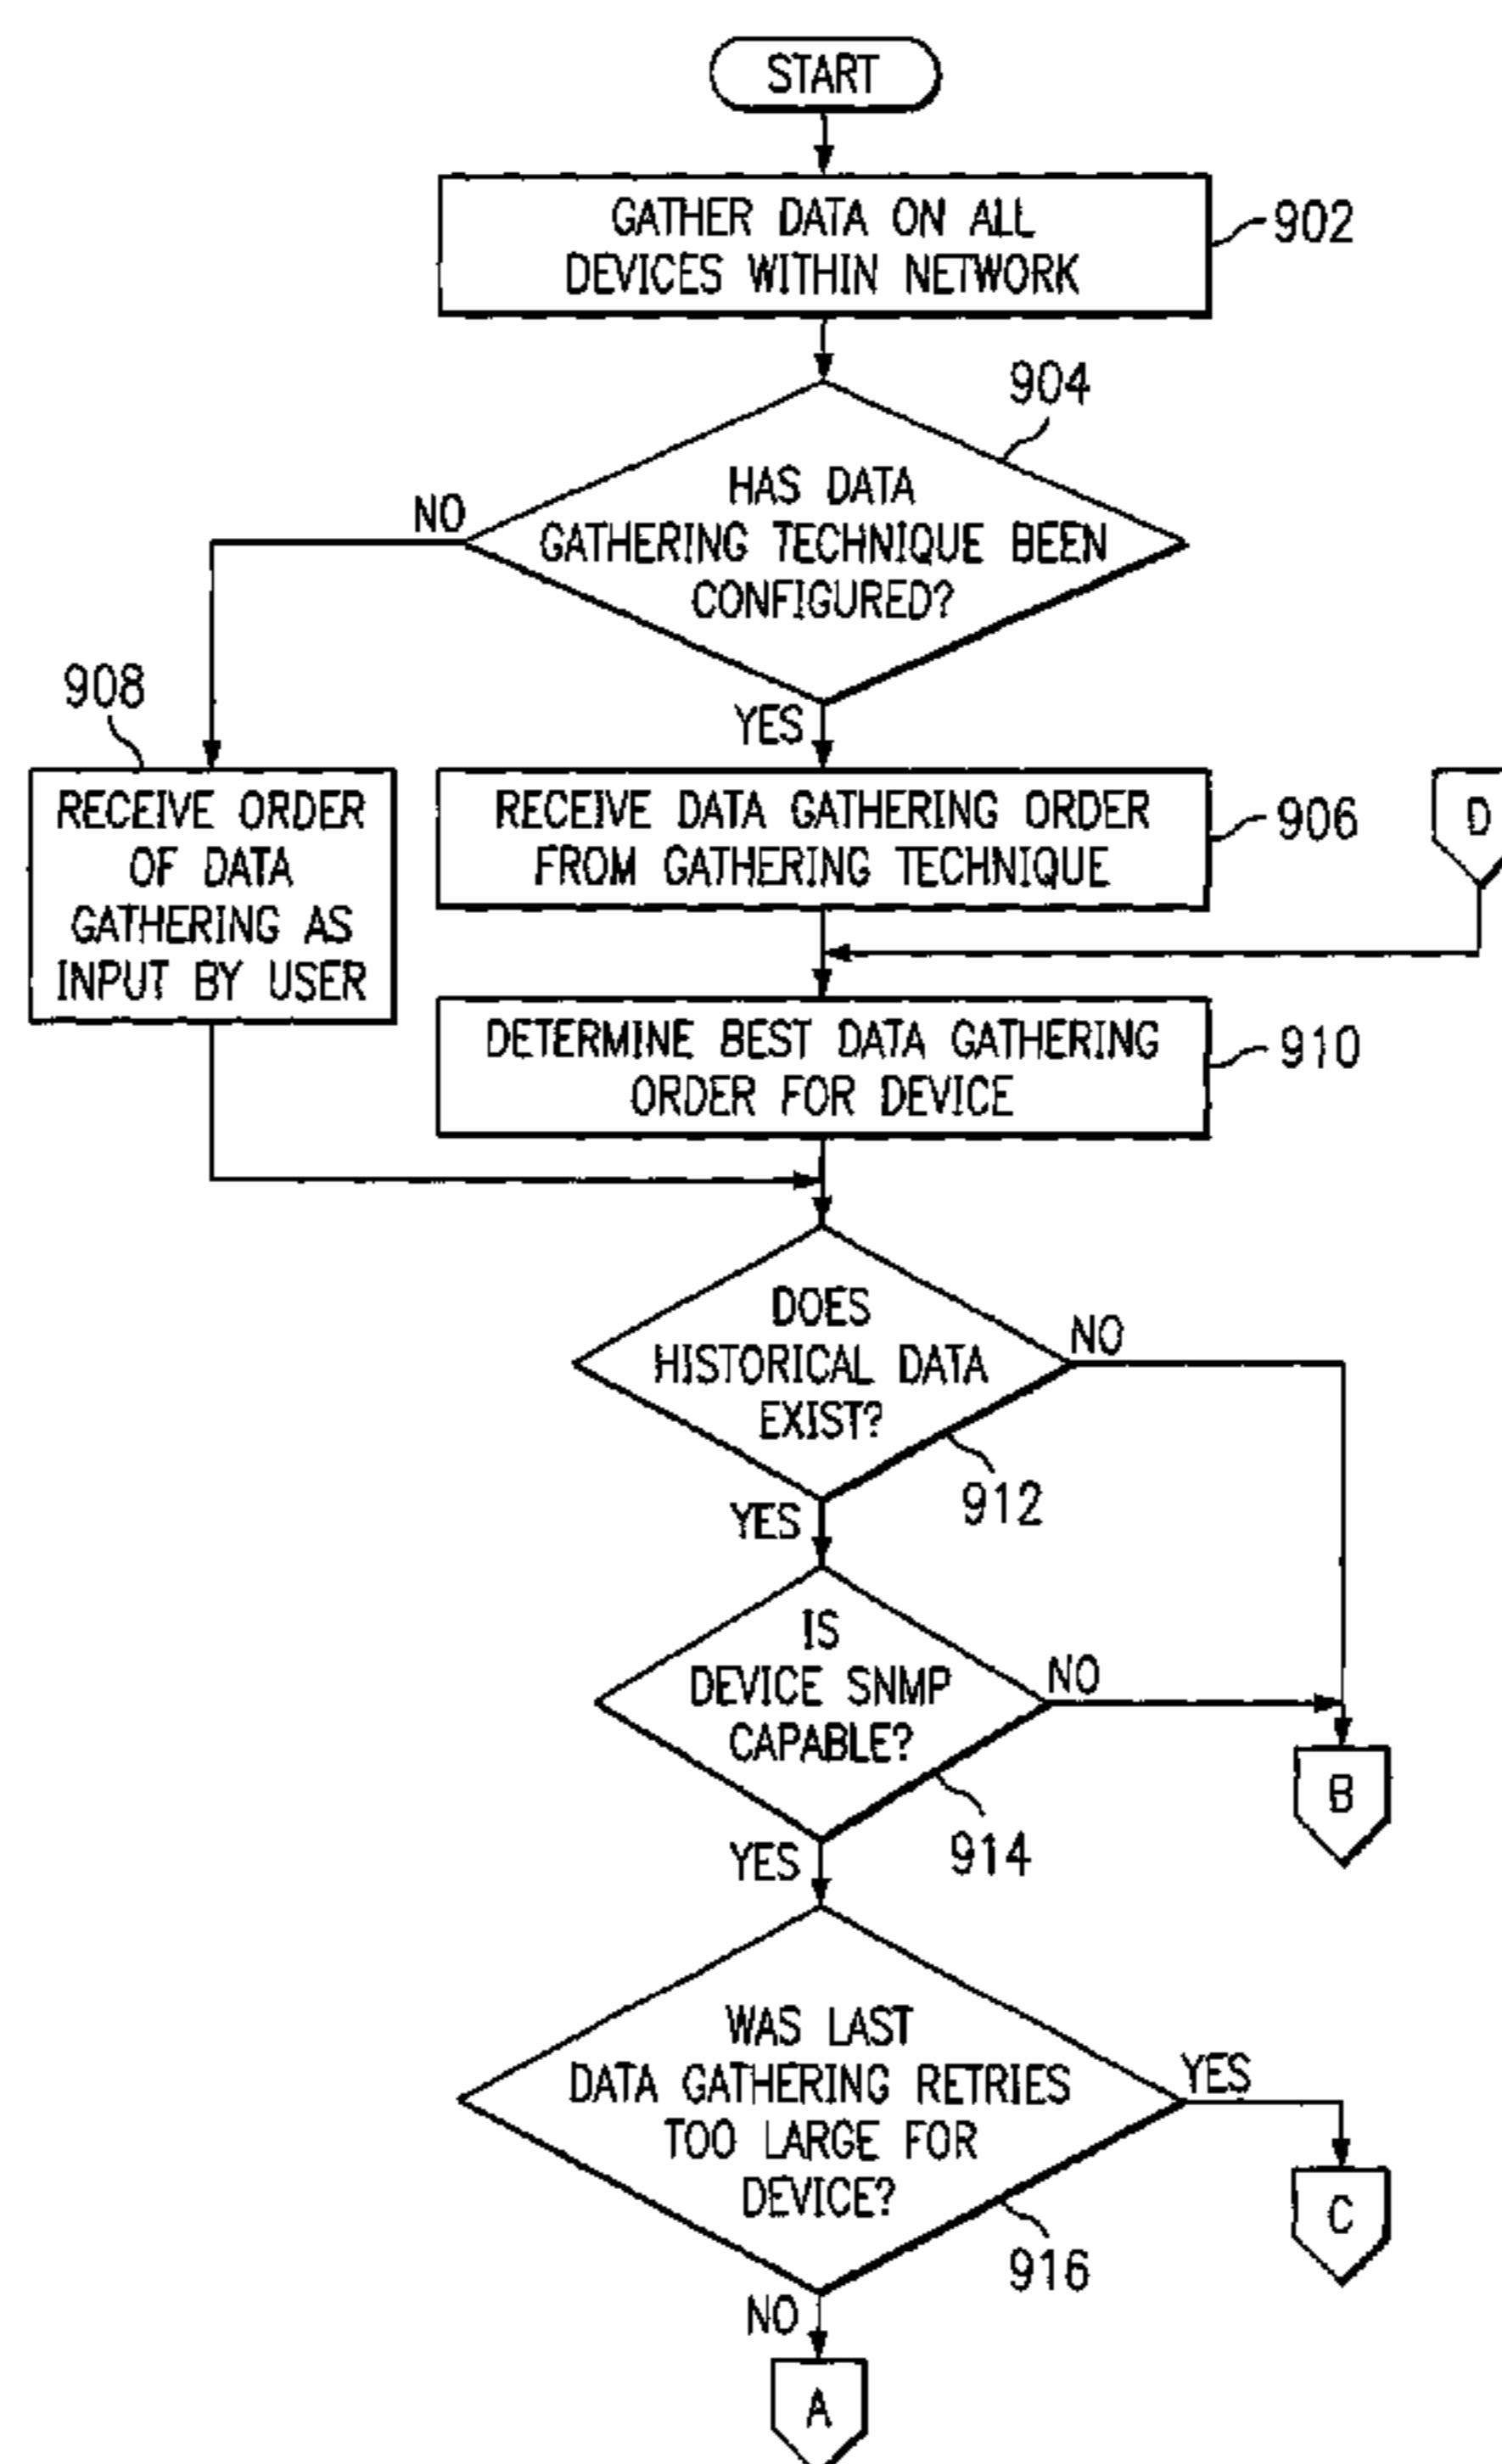 START
GATHER DATA ON ALL
DEVICES WITHIN NETWORK
902
904
HAS DATA
GATHERING TECHNIQUE BEEN
CONFIGURED?
NO
YES
908
RECEIVE ORDER
OF DATA
GATHERING AS
INPUT BY USER
RECEIVE DATA GATHERING ORDER
FROM GATHERING TECHNIQUE
906
D
DETERMINE BEST DATA GATHERING
ORDER FOR DEVICE
910
DOES
HISTORICAL DATA
EXIST?
NO
912
YES
IS
DEVICE SNMP
CAPABLE?
NO
914
YES
B
WAS LAST
DATA GATHERING RETRIES
TOO LARGE FOR
DEVICE?
YES
916
C
NO
A